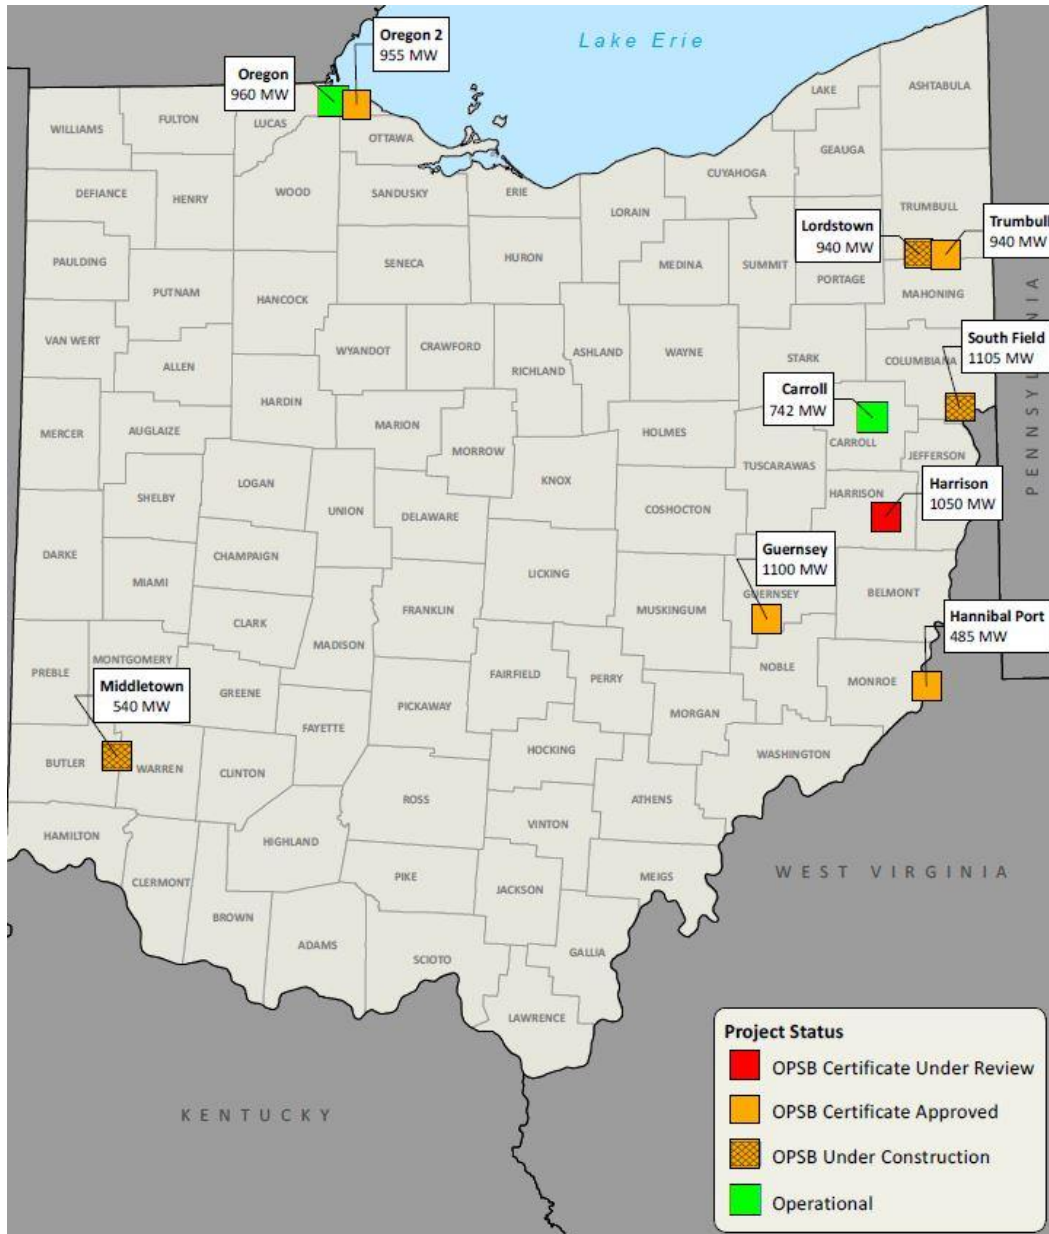 Lake Erie
Oregon 2
955 MW
Oregon
960 MW
LAKE
ASHTABULA
WILLIAMS
FULTON
LUCAS
OTTAWA
GEAUGA
CUYAHOGA
DEFIANCE
HENRY
WOOD
SANDUSKY
ERIE
LORAIN
TRUMBULL
Lordstown
940 MW
Trumbull
940 MW
PAULDING
PUTNAM
HANCOCK
SENECA
HURON
MEDINA
SUMMIT
PORTAGE
MAHONING
VAN WERT
ALLEN
WYANDOT
CRAWFORD
RICHLAND
ASHLAND
WAYNE
STARK
COLUMBIANA
South Field
1105 MW
PENNSYLVANIA
Carroll
742 MW
CARROLL
JEFFERSON
MERCER
AUGLAIZE
HARDIN
MARION
MORROW
HOLMES
TUSCARAWAS
HARRISON
Harrison
1050 MW
SHELBY
LOGAN
UNION
DELAWARE
KNOX
COSHOCTON
DARKE
MIAMI
CHAMPAIGN
LICKING
Guernsey
1100 MW
GUERNSEY
BELMONT
CLARK
MADISON
FRANKLIN
MUSKINGUM
Hannibal Port
485 MW
PREBLE
MONTGOMERY
GREENE
FAIRFIELD
PERRY
NOBLE
MONROE
Middletown
540 MW
FAYETTE
PICKAWAY
MORGAN
BUTLER
WARREN
CLINTON
HOCKING
WASHINGTON
ROSS
ATHENS
HAMILTON
HIGHLAND
VINTON
CLERMONT
PIKE
JACKSON
MEIGS
WEST VIRGINIA
BROWN
ADAMS
SCIOTO
GALLIA
LAWRENCE
KENTUCKY
Project Status
OPSB Certificate Under Review
OPSB Certificate Approved
OPSB Under Construction
Operational